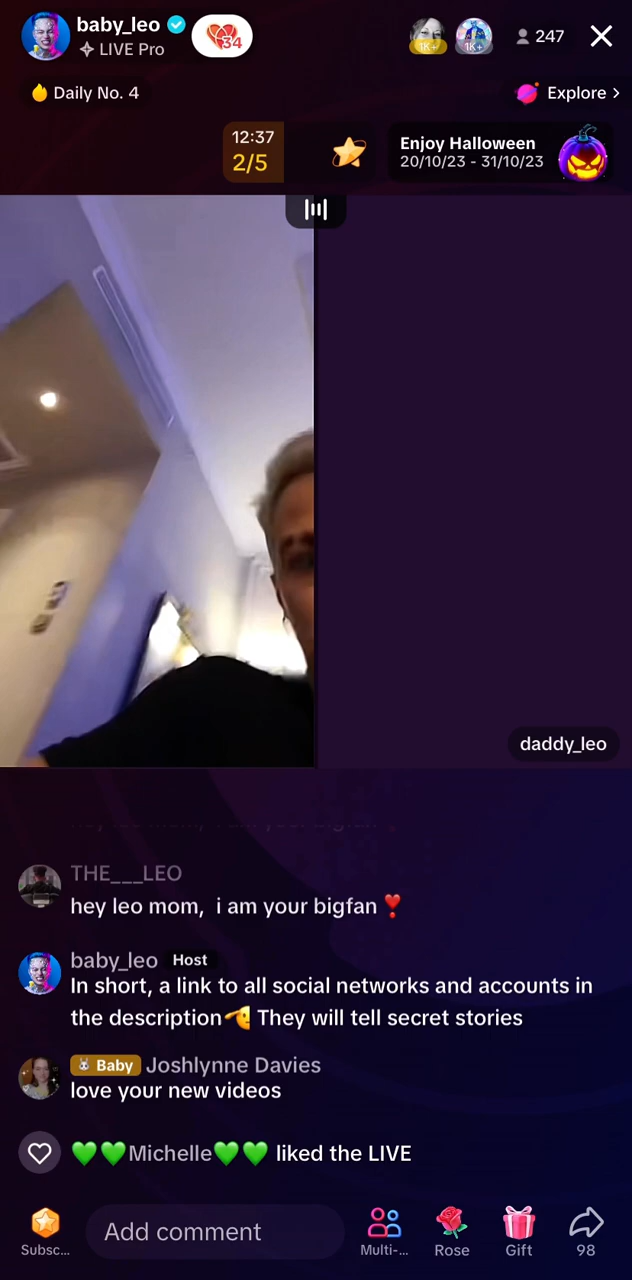 baby_leo
LIVE Pro
34
1K+
1K+
247
Daily No. 4
Explore
12:37
2/5
Enjoy Halloween
20/10/23 - 31/10/23
daddy_leo
THE___LEO
hey leo mom, i am your bigfan❣️
baby_leo Host
In short, a link to all social networks and accounts in
the description🫡 They will tell secret stories
Baby Joshlynne Davies
love your new videos
💚💚Michelle💚💚 liked the LIVE
Subsc...
Add comment
Multi-...
Rose
Gift
98